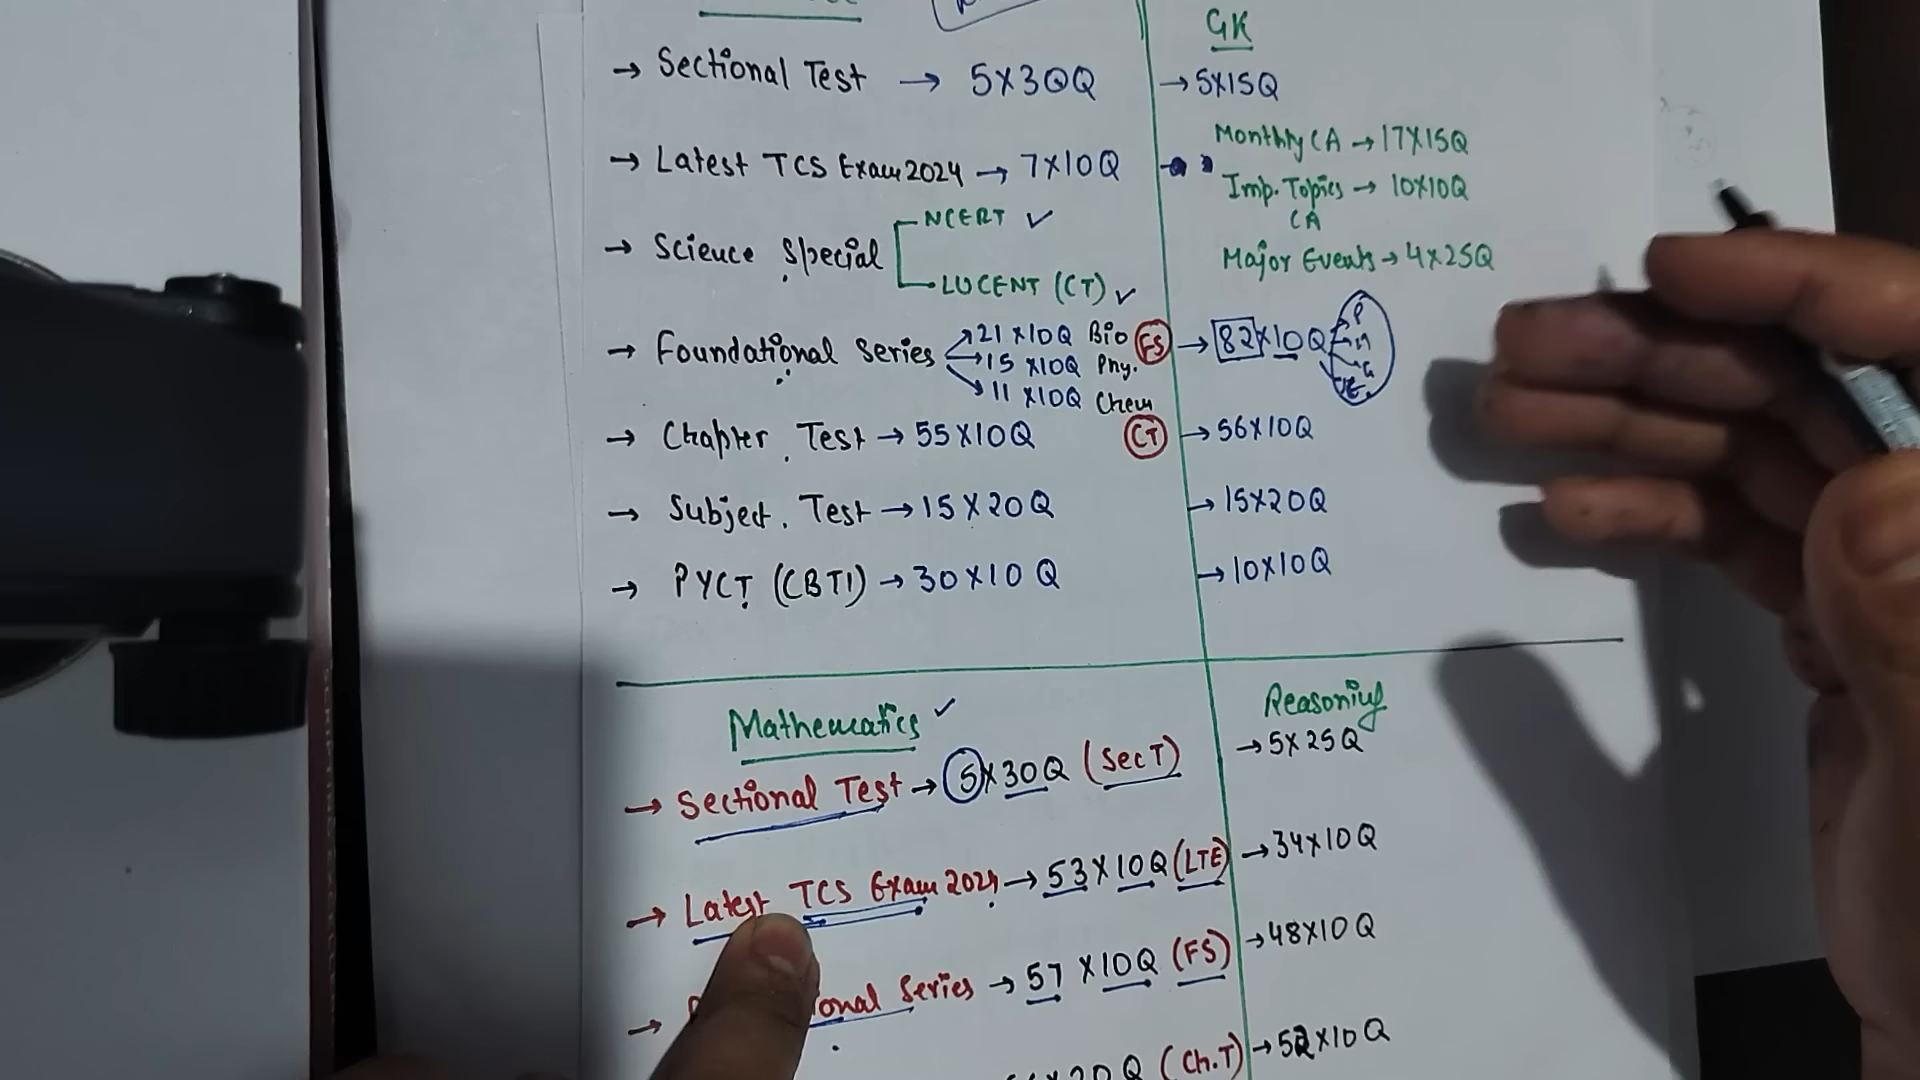 GK
→ Sectional Test → 5X30Q
→ 5X15Q
→ Latest TCS Exam 2024 → 7X10Q
Monthly CA → 17X15Q
Imp. Topics → 10X10Q
CA
Major Events → 4X25Q
→ Science Special
NCERT ✓
LUCENT (CT) ✓
→ Foundational Series
21 X10Q Bio
15 X10Q Phy.
11 X10Q Chem
FS → 82X10Q
→ Chapter Test → 55X10Q
CT → 56X10Q
→ Subject Test → 15X20Q
→ 15X20Q
→ PYCT (CBT1) → 30X10Q
→ 10X10Q
Mathematics ✓
→ Sectional Test → 5X30Q (SecT)
→ Latest TCS Exam 2024 → 53X10Q (LTE)
→ onal Series → 57 X10Q (FS)
X20Q (Ch.T)
Reasoning
→ 5X25Q
→ 34X10Q
→ 48X10Q
→ 52X10Q